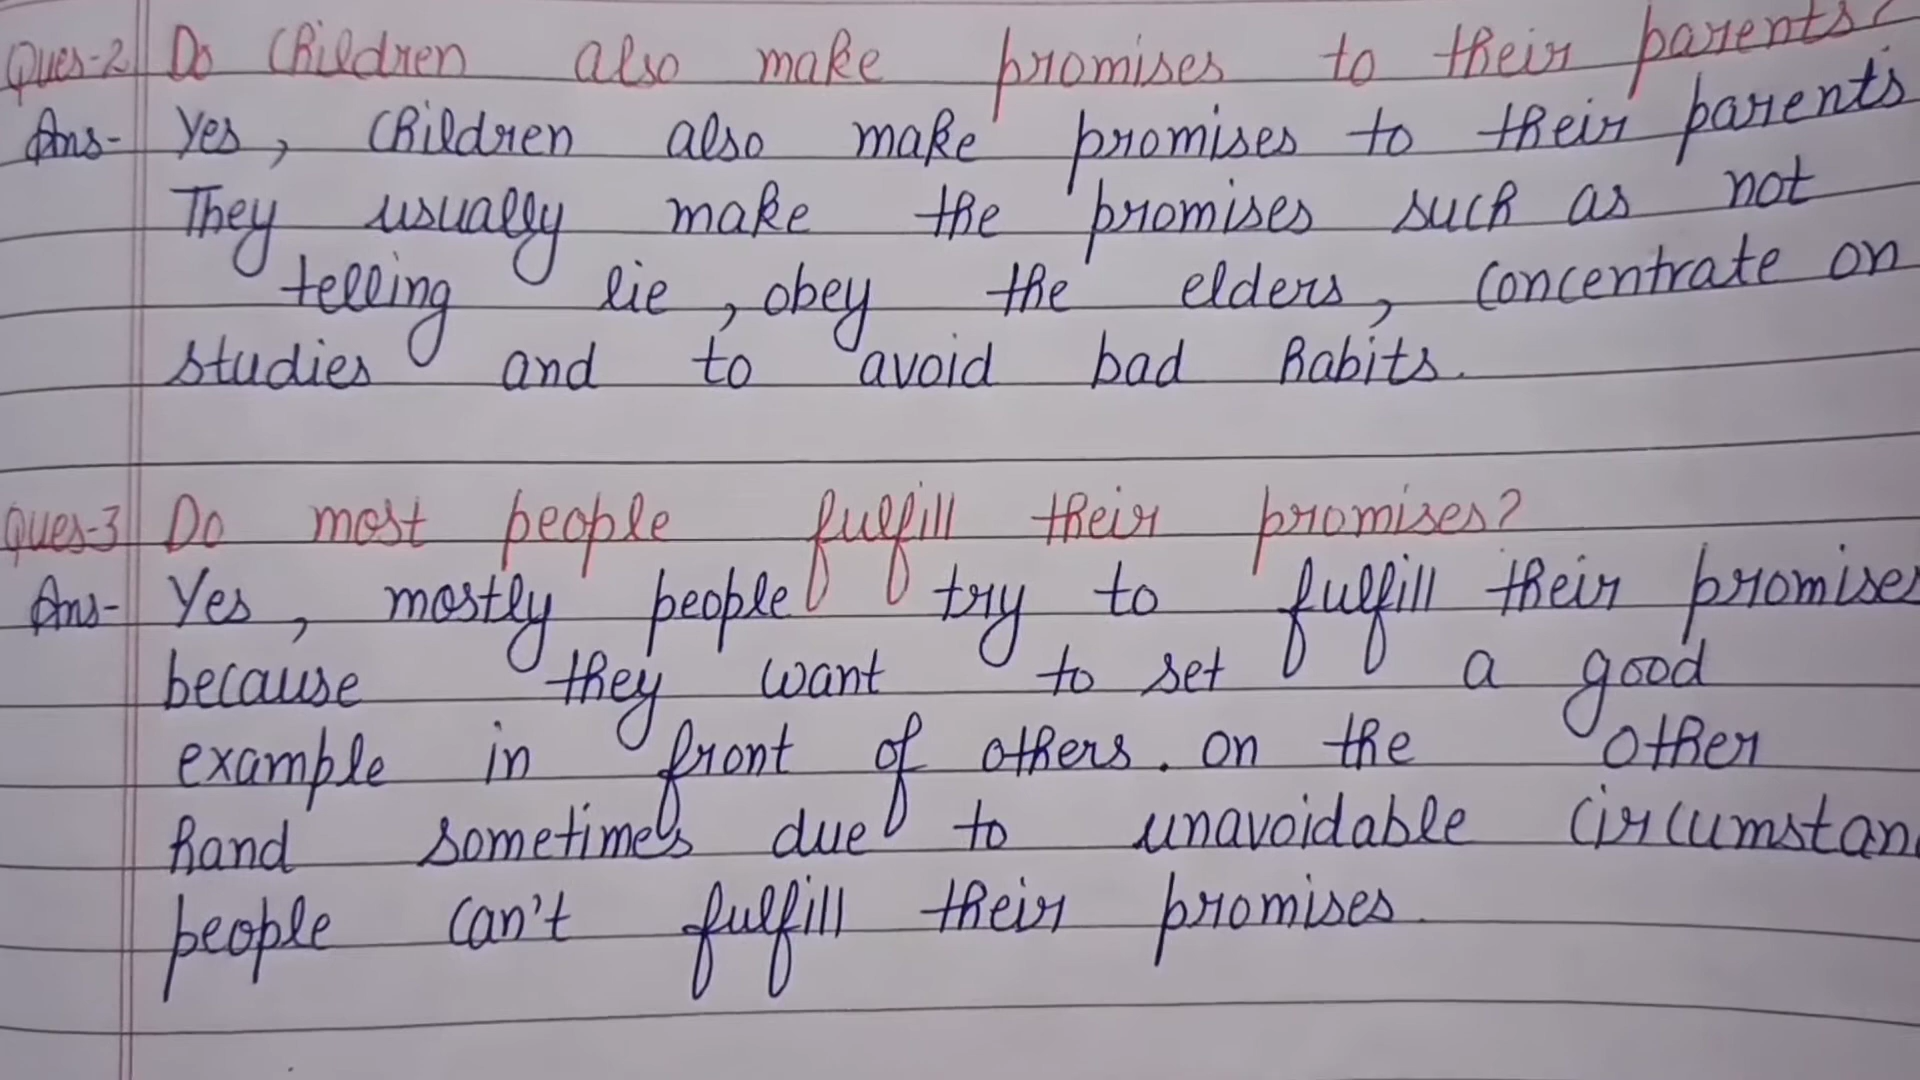 Ques-2 Do Children also make promises to their parents?
Ans- Yes, Children also make promises to their parents
They usually make the promises such as not
telling lie, obey the elders, concentrate on
studies and to avoid bad habits.
Ques-3 Do most people fulfill their promises?
Ans- Yes, mostly people try to fulfill their promises
because they want to set a good
example in front of others. on the other
hand sometimes due to unavoidable circumstan
people can't fulfill their promises.